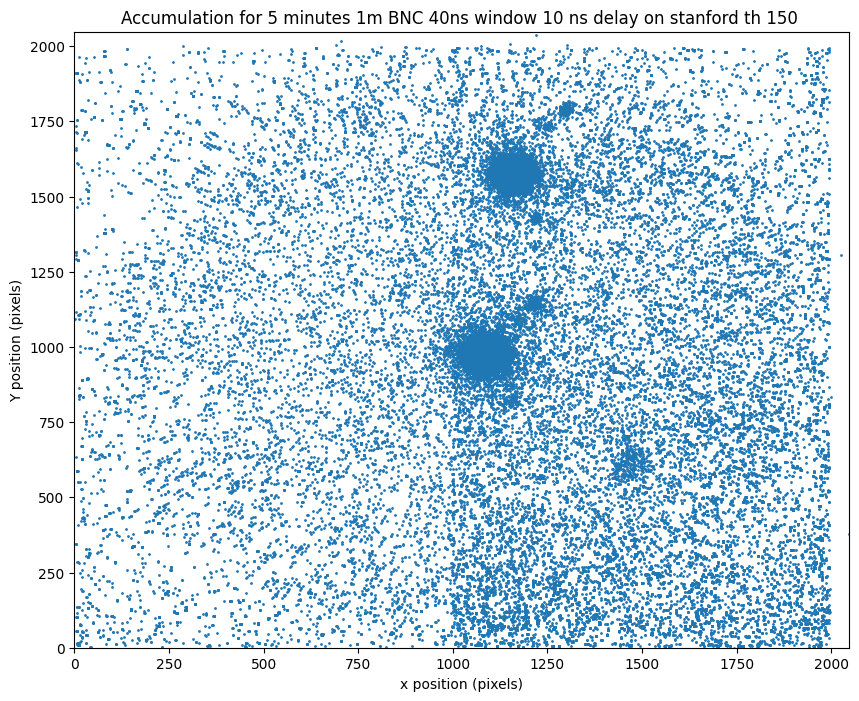 Accumulation for 5 minutes 1m BNC 40ns window 10 ns delay on stanford th 150
2000
1750
1500
1250
1000
750
500
250
0
Y position (pixels)
0 250 500 750 1000 1250 1500 1750 2000
x position (pixels)